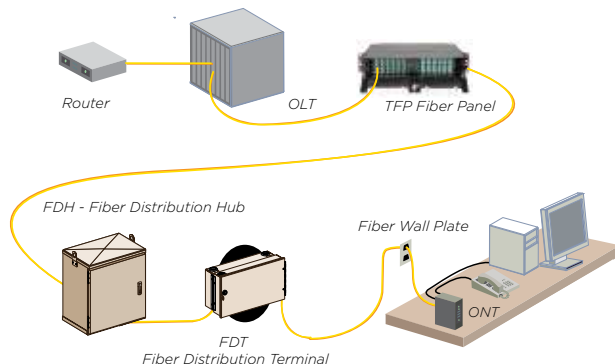 Router
OLT
TFP Fiber Panel
FDH - Fiber Distribution Hub
Fiber Wall Plate
ONT
FDT
Fiber Distribution Terminal